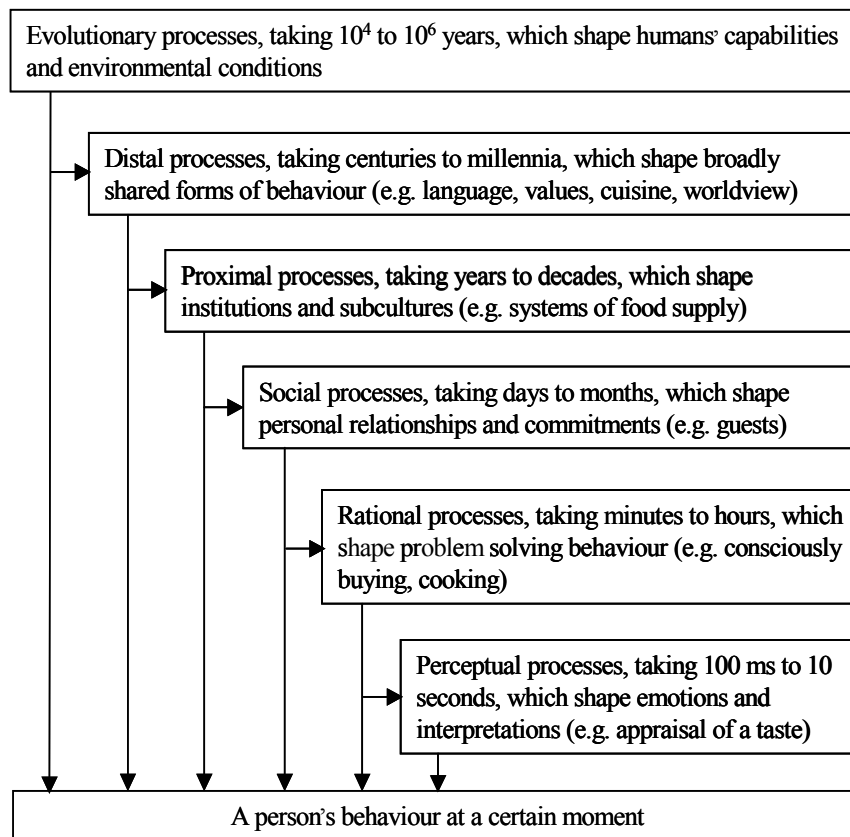 Evolutionary processes, taking 10⁴ to 10⁶ years, which shape humans' capabilities
and environmental conditions
Distal processes, taking centuries to millennia, which shape broadly
shared forms of behaviour (e.g. language, values, cuisine, worldview)
Proximal processes, taking years to decades, which shape
institutions and subcultures (e.g. systems of food supply)
Social processes, taking days to months, which shape
personal relationships and commitments (e.g. guests)
Rational processes, taking minutes to hours, which
shape problem solving behaviour (e.g. consciously
buying, cooking)
Perceptual processes, taking 100 ms to 10
seconds, which shape emotions and
interpretations (e.g. appraisal of a taste)
A person's behaviour at a certain moment